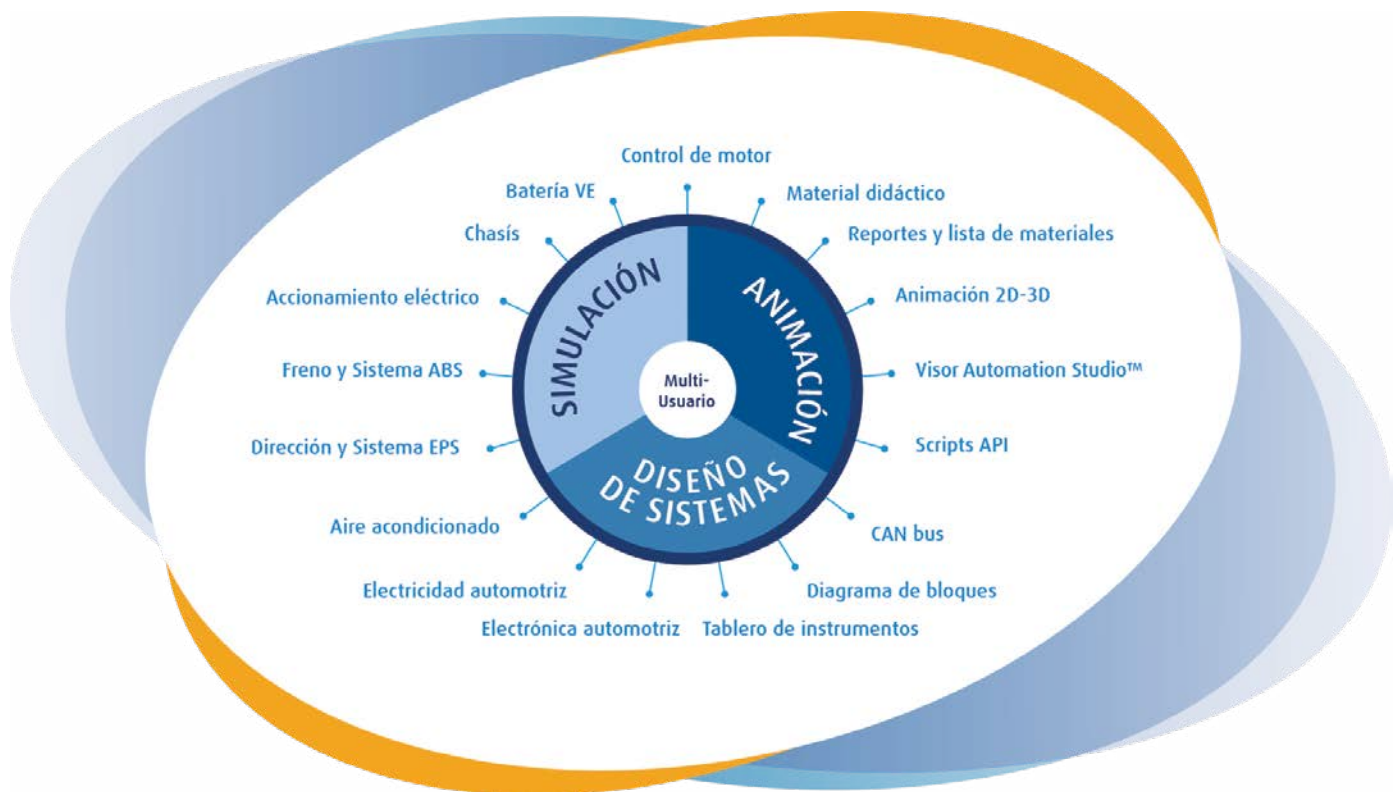 Control de motor
Batería VE
Material didáctico
Chasís
Reportes y lista de materiales
Accionamiento eléctrico
Animación 2D-3D
Freno y Sistema ABS
Visor Automation Studio™
Dirección y Sistema EPS
Scripts API
Aire acondicionado
CAN bus
Electricidad automotriz
Diagrama de bloques
Electrónica automotriz
Tablero de instrumentos
SIMULACIÓN
ANIMACIÓN
Multi-
Usuario
DISEÑO
DE SISTEMAS